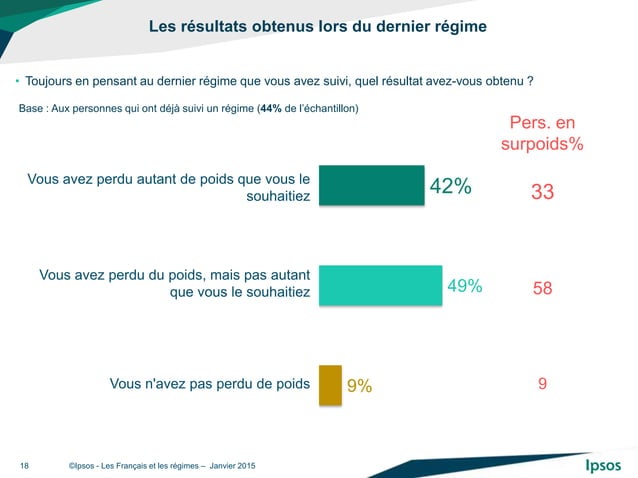 Les résultats obtenus lors du dernier régime
• Toujours en pensant au dernier régime que vous avez suivi, quel résultat avez-vous obtenu ?
Base : Aux personnes qui ont déjà suivi un régime (44% de l'échantillon)
Pers. en
surpoids%
Vous avez perdu autant de poids que vous le
souhaitiez
42%
33
Vous avez perdu du poids, mais pas autant
que vous le souhaitiez
49%
58
Vous n'avez pas perdu de poids
9%
9
18 ©Ipsos - Les Français et les régimes – Janvier 2015
Ipsos